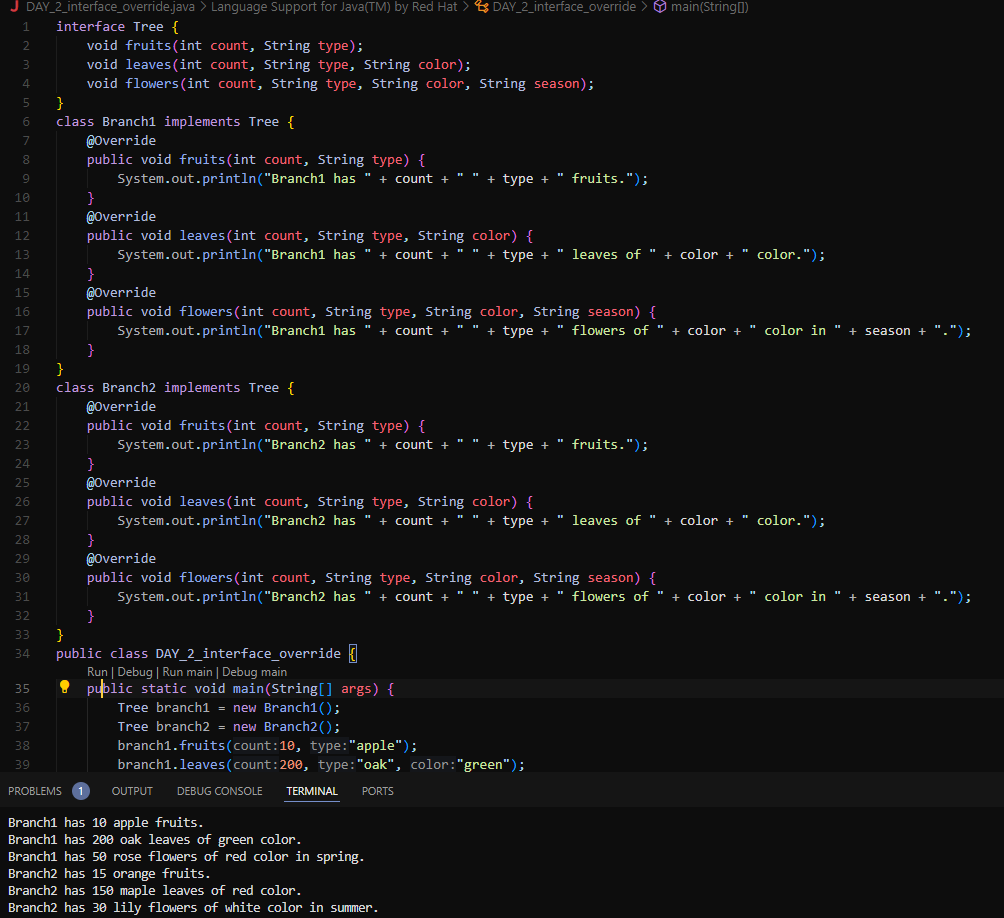 J DAY_2_interface_override.java > Language Support for Java(TM) by Red Hat > DAY_2_interface_override > main(String[])
1 interface Tree {
2 void fruits(int count, String type);
3 void leaves(int count, String type, String color);
4 void flowers(int count, String type, String color, String season);
5 }
6 class Branch1 implements Tree {
7 @Override
8 public void fruits(int count, String type) {
9 System.out.println("Branch1 has " + count + " " + type + " fruits.");
10 }
11 @Override
12 public void leaves(int count, String type, String color) {
13 System.out.println("Branch1 has " + count + " " + type + " leaves of " + color + " color.");
14 }
15 @Override
16 public void flowers(int count, String type, String color, String season) {
17 System.out.println("Branch1 has " + count + " " + type + " flowers of " + color + " color in " + season + ".");
18 }
19 }
20 class Branch2 implements Tree {
21 @Override
22 public void fruits(int count, String type) {
23 System.out.println("Branch2 has " + count + " " + type + " fruits.");
24 }
25 @Override
26 public void leaves(int count, String type, String color) {
27 System.out.println("Branch2 has " + count + " " + type + " leaves of " + color + " color.");
28 }
29 @Override
30 public void flowers(int count, String type, String color, String season) {
31 System.out.println("Branch2 has " + count + " " + type + " flowers of " + color + " color in " + season + ".");
32 }
33 }
34 public class DAY_2_interface_override {
Run | Debug | Run main | Debug main
35 public static void main(String[] args) {
36 Tree branch1 = new Branch1();
37 Tree branch2 = new Branch2();
38 branch1.fruits(count:10, type:"apple");
39 branch1.leaves(count:200, type:"oak", color:"green");
PROBLEMS 1 OUTPUT DEBUG CONSOLE TERMINAL PORTS
Branch1 has 10 apple fruits.
Branch1 has 200 oak leaves of green color.
Branch1 has 50 rose flowers of red color in spring.
Branch2 has 15 orange fruits.
Branch2 has 150 maple leaves of red color.
Branch2 has 30 lily flowers of white color in summer.